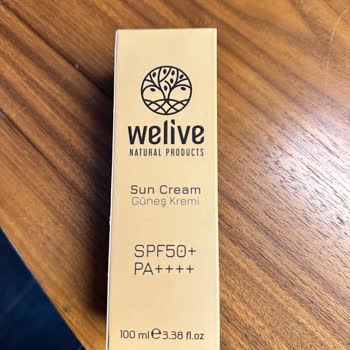 welive
NATURAL PRODUCTS
Sun Cream
Güneş Kremi
SPF50+
PA++++
100 ml℮3.38 fl.oz